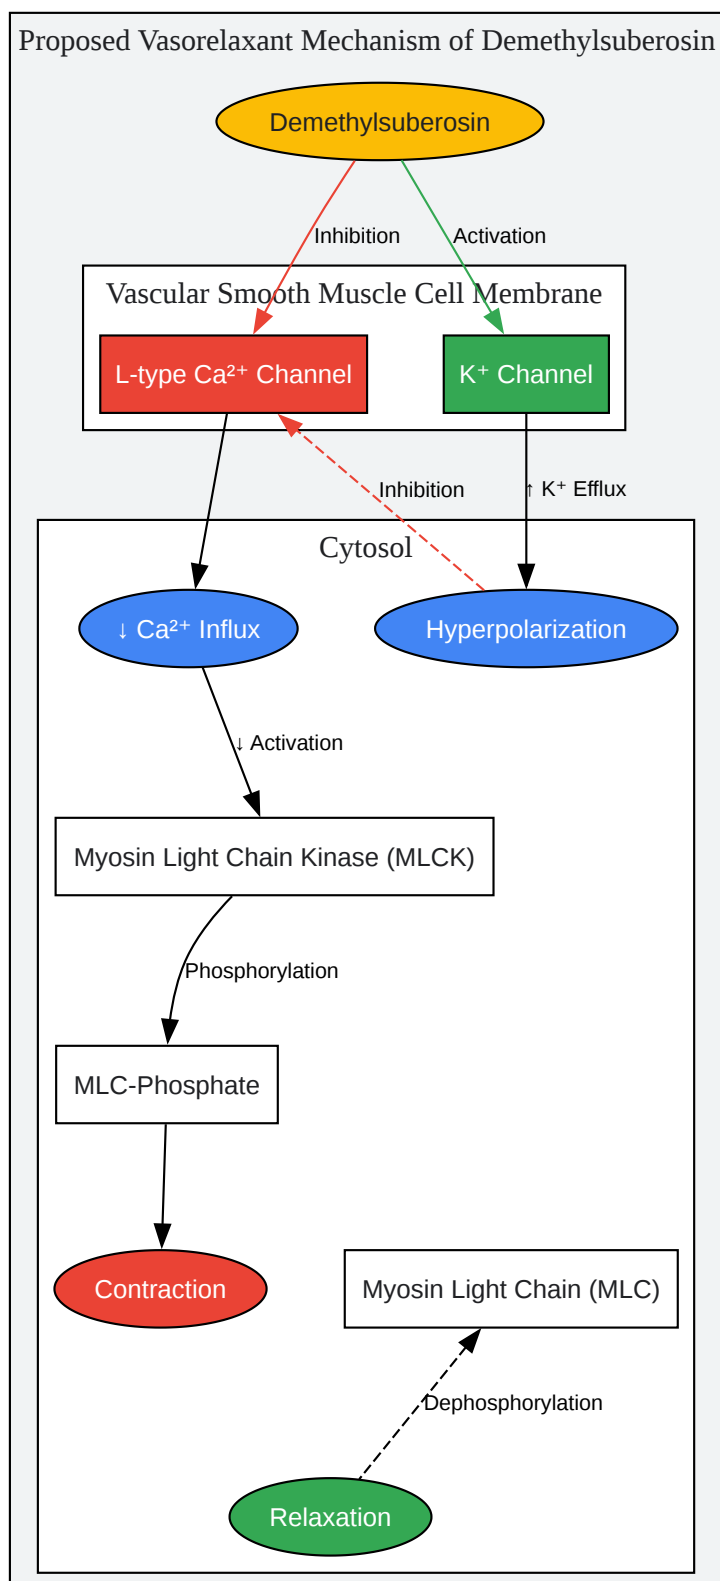 Proposed Vasorelaxant Mechanism of Demethylsuberosin
Demethylsuberosin
Inhibition
Activation
Vascular Smooth Muscle Cell Membrane
L-type Ca²⁺ Channel
K⁺ Channel
Inhibition
↑ K⁺ Efflux
Cytosol
↓ Ca²⁺ Influx
Hyperpolarization
↓ Activation
Myosin Light Chain Kinase (MLCK)
Phosphorylation
MLC-Phosphate
Contraction
Myosin Light Chain (MLC)
Dephosphorylation
Relaxation